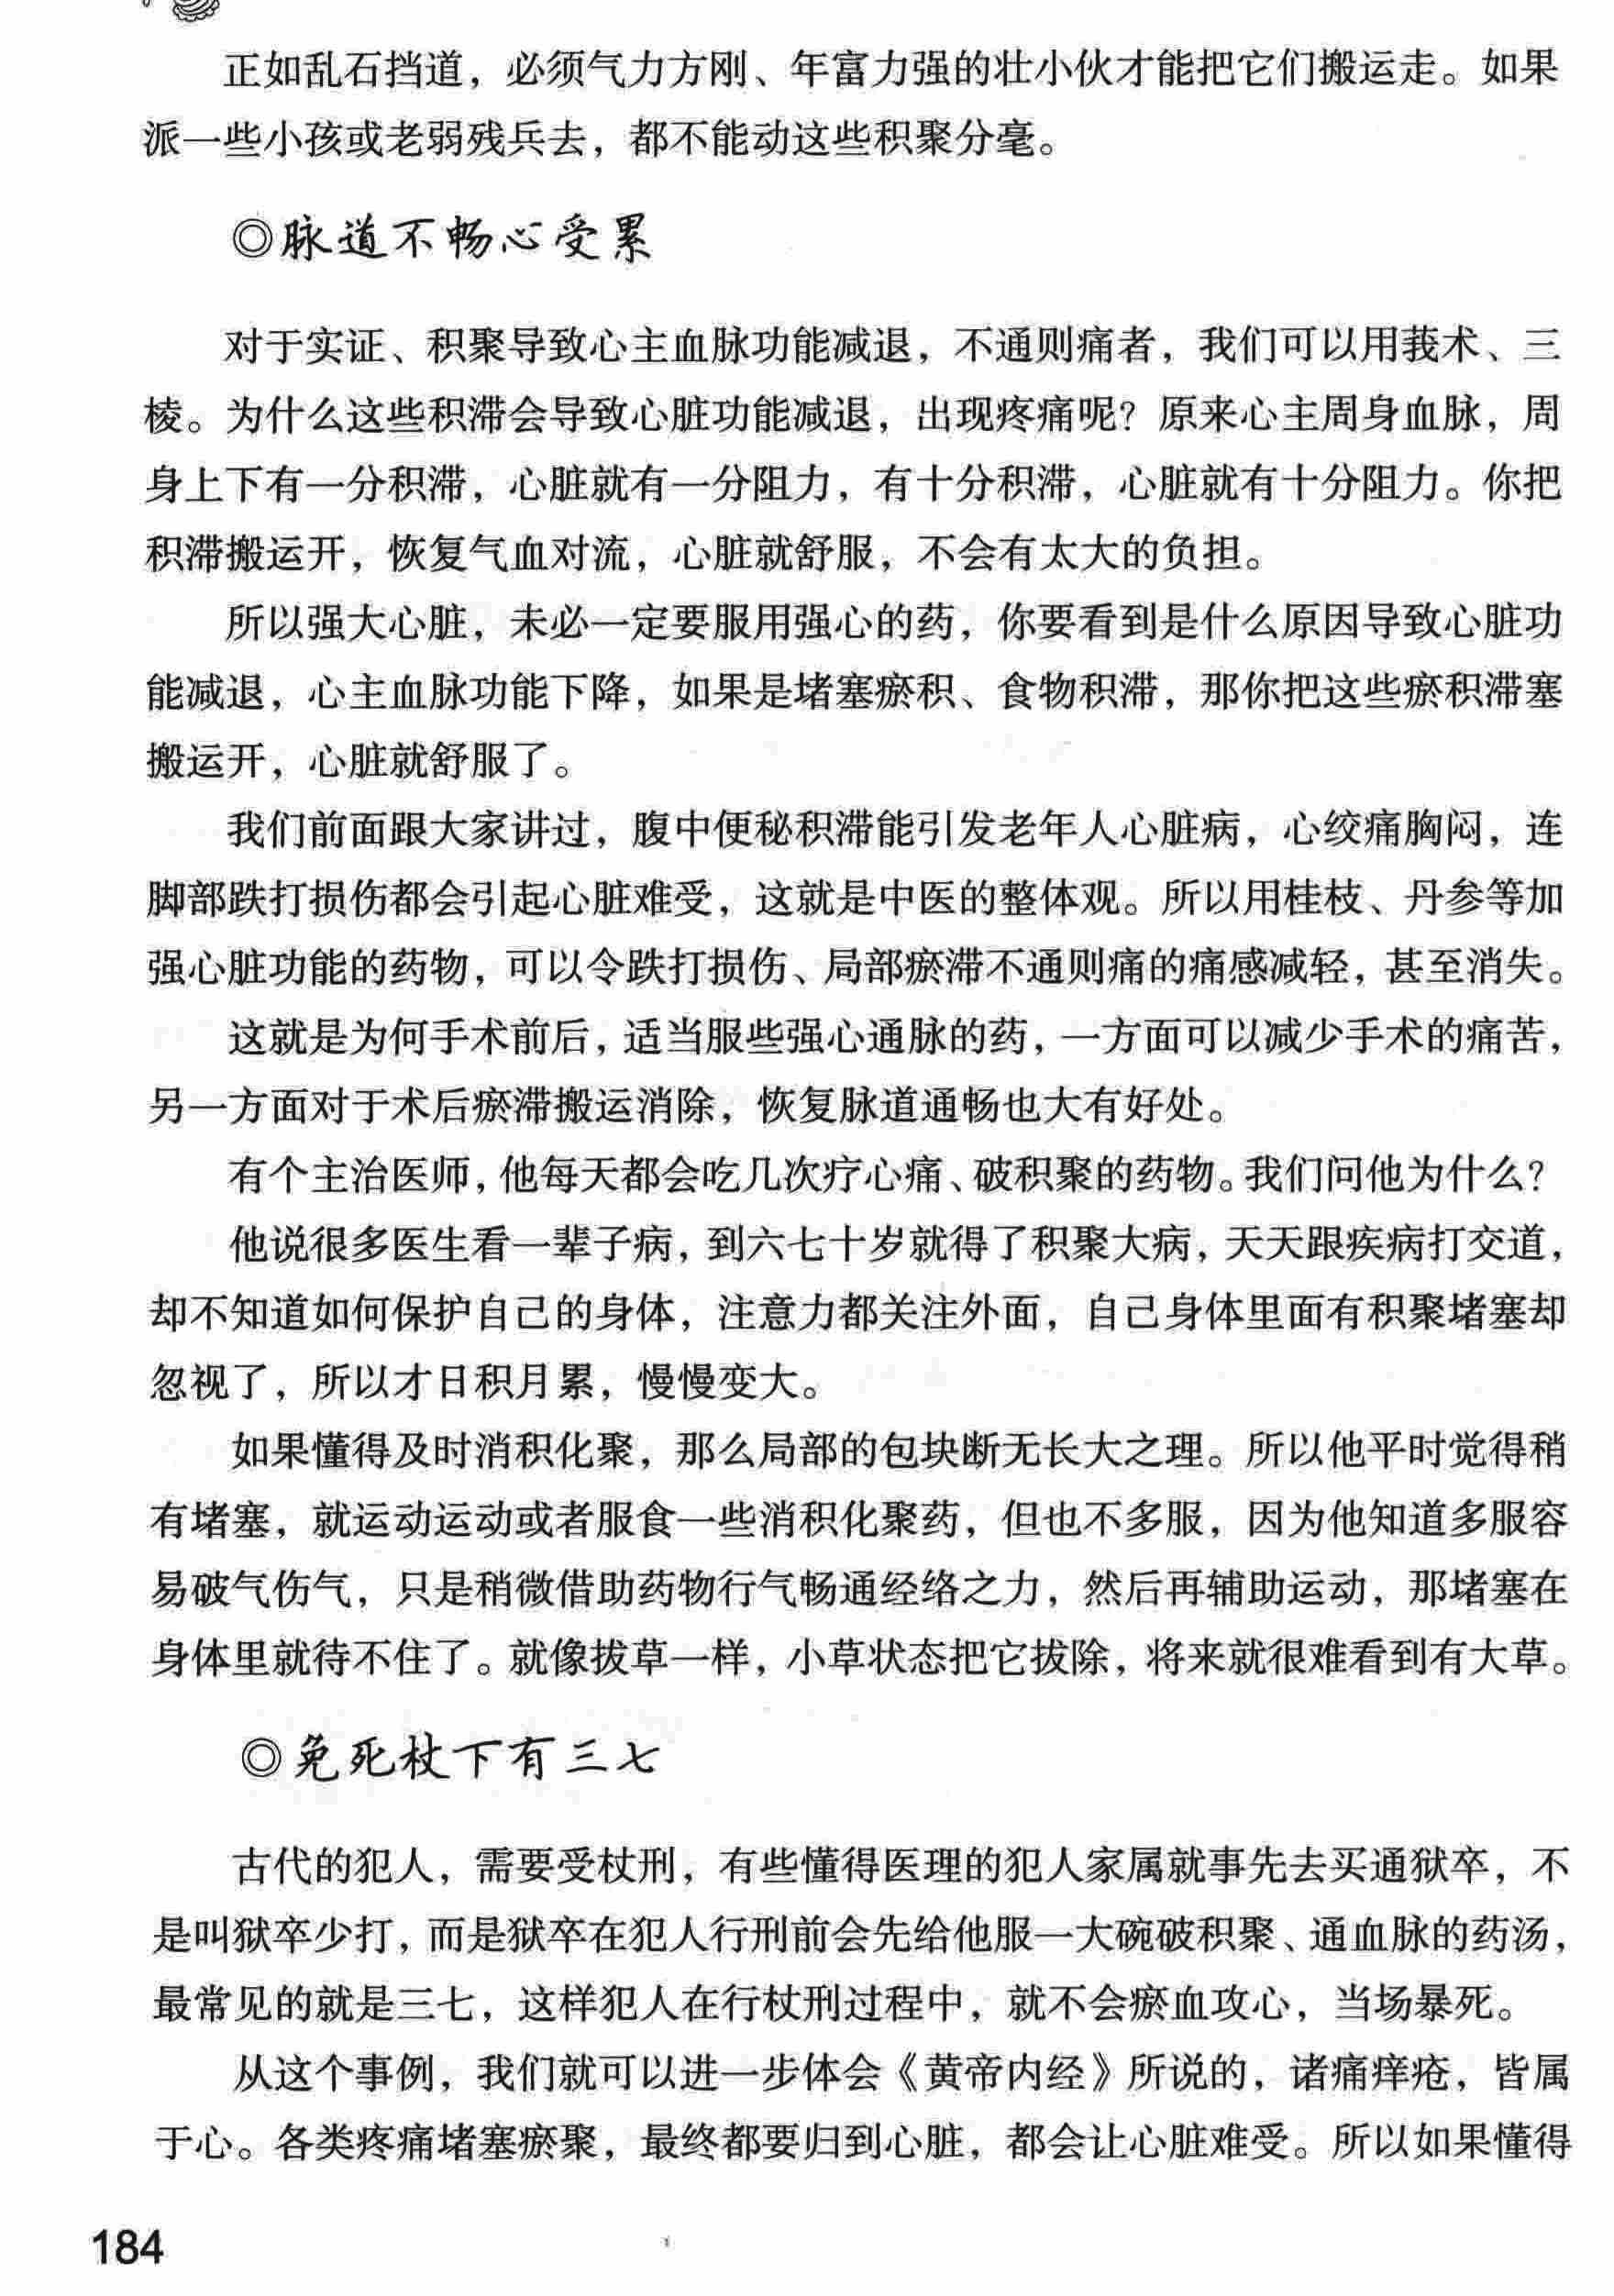 正如乱石挡道，必须气力方刚、年富力强的壮小伙才能把它们搬运走。如果
派一些小孩或老弱残兵去，都不能动这些积聚分毫。
◎脉道不畅心受累
对于实证、积聚导致心主血脉功能减退，不通则痛者，我们可以用莪术、三
棱。为什么这些积滞会导致心脏功能减退，出现疼痛呢？原来心主周身血脉，周
身上下有一分积滞，心脏就有一分阻力，有十分积滞，心脏就有十分阻力。你把
积滞搬运开，恢复气血对流，心脏就舒服，不会有太大的负担。
所以强大心脏，未必一定要服用强心的药，你要看到是什么原因导致心脏功
能减退，心主血脉功能下降，如果是堵塞瘀积、食物积滞，那你把这些瘀积滞塞
搬运开，心脏就舒服了。
我们前面跟大家讲过，腹中便秘积滞能引发老年人心脏病，心绞痛胸闷，连
脚部跌打损伤都会引起心脏难受，这就是中医的整体观。所以用桂枝、丹参等加
强心脏功能的药物，可以令跌打损伤、局部瘀滞不通则痛的痛感减轻，甚至消失。
这就是为何手术前后，适当服些强心通脉的药，一方面可以减少手术的痛苦，
另一方面对于术后瘀滞搬运消除，恢复脉道通畅也大有好处。
有个主治医师，他每天都会吃几次疗心痛、破积聚的药物。我们问他为什么？
他说很多医生看一辈子病，到六七十岁就得了积聚大病，天天跟疾病打交道，
却不知道如何保护自己的身体，注意力都关注外面，自己身体里面有积聚堵塞却
忽视了，所以才日积月累，慢慢变大。
如果懂得及时消积化聚，那么局部的包块断无长大之理。所以他平时觉得稍
有堵塞，就运动运动或者服食一些消积化聚药，但也不多服，因为他知道多服容
易破气伤气，只是稍微借助药物行气畅通经络之力，然后再辅助运动，那堵塞在
身体里就待不住了。就像拔草一样，小草状态把它拔除，将来就很难看到有大草。
◎免死杖下有三七
古代的犯人，需要受杖刑，有些懂得医理的犯人家属就事先去买通狱卒，不
是叫狱卒少打，而是狱卒在犯人行刑前会先给他服一大碗破积聚、通血脉的药汤，
最常见的就是三七，这样犯人在行杖刑过程中，就不会瘀血攻心，当场暴死。
从这个事例，我们就可以进一步体会《黄帝内经》所说的，诸痛痒疮，皆属
于心。各类疼痛堵塞瘀聚，最终都要归到心脏，都会让心脏难受。所以如果懂得
184